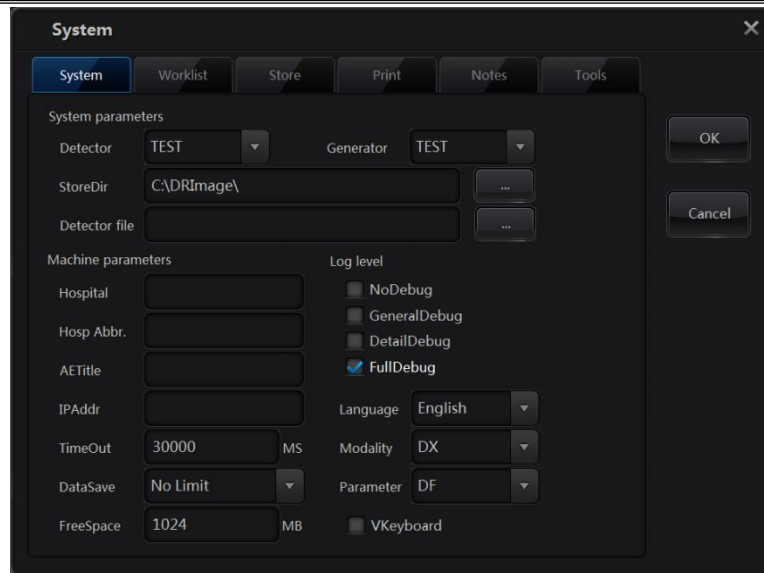 System
System Worklist Store Print Notes Tools
System parameters
Detector TEST Generator TEST
StoreDir C:\DRImage\ ...
Detector file ...
OK
Cancel
Machine parameters
Hospital
Hosp Abbr.
AETitle
IPAddr
TimeOut 30000 MS
DataSave No Limit
FreeSpace 1024 MB
Log level
NoDebug
GeneralDebug
DetailDebug
FullDebug
Language English
Modality DX
Parameter DF
VKeyboard